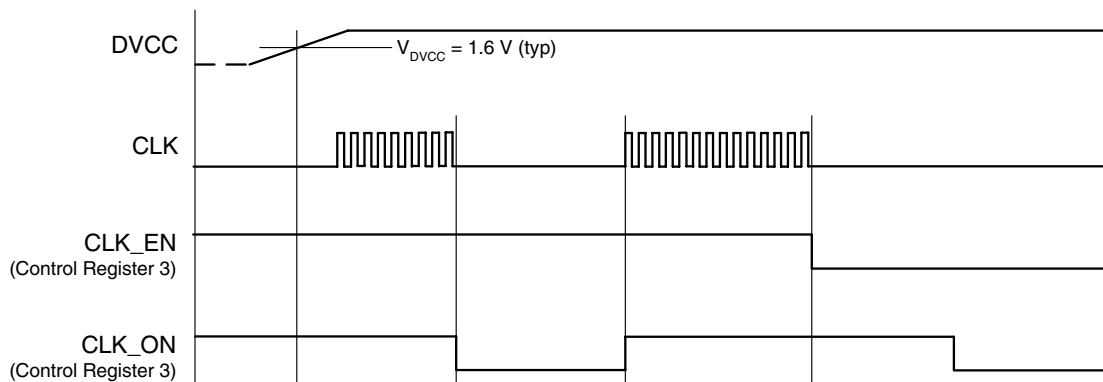 DVCC
V_DVCC = 1.6 V (typ)
CLK
CLK_EN
(Control Register 3)
CLK_ON
(Control Register 3)